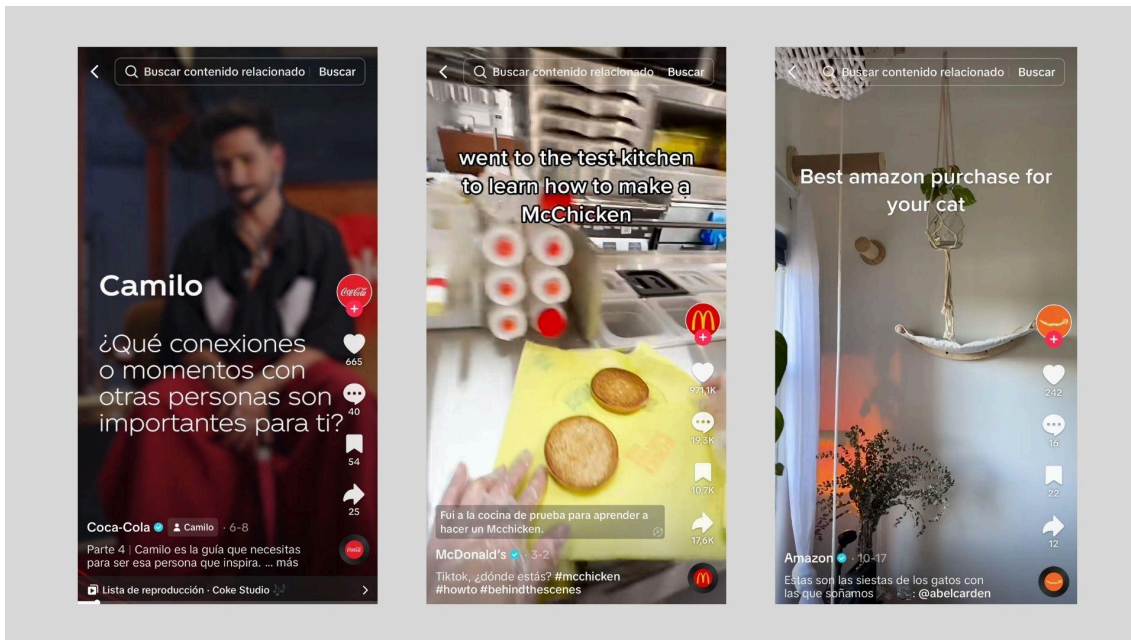 Buscar contenido relacionado
Buscar
Camilo
¿Qué conexiones
o momentos con
otras personas son
importantes para ti?
Coca-Cola
665
40
54
25
Coca-Cola
Camilo
· 6-8
Parte 4 | Camilo es la guía que necesitas
para ser esa persona que inspira. ... más
Coca-Cola
Lista de reproducción · Coke Studio
Buscar contenido relacionado
Buscar
went to the test kitchen
to learn how to make a
McChicken
971,1K
19,3K
10,7K
17,6K
Fui a la cocina de prueba para aprender a
hacer un Mcchicken.
McDonald's
· 3-2
Tiktok, ¿dónde estás? #mcchicken
#howto #behindthescenes
Buscar contenido relacionado
Buscar
Best amazon purchase for
your cat
242
16
22
12
Amazon
· 10-17
Estas son las siestas de los gatos con
las que soñamos : @abelcarden